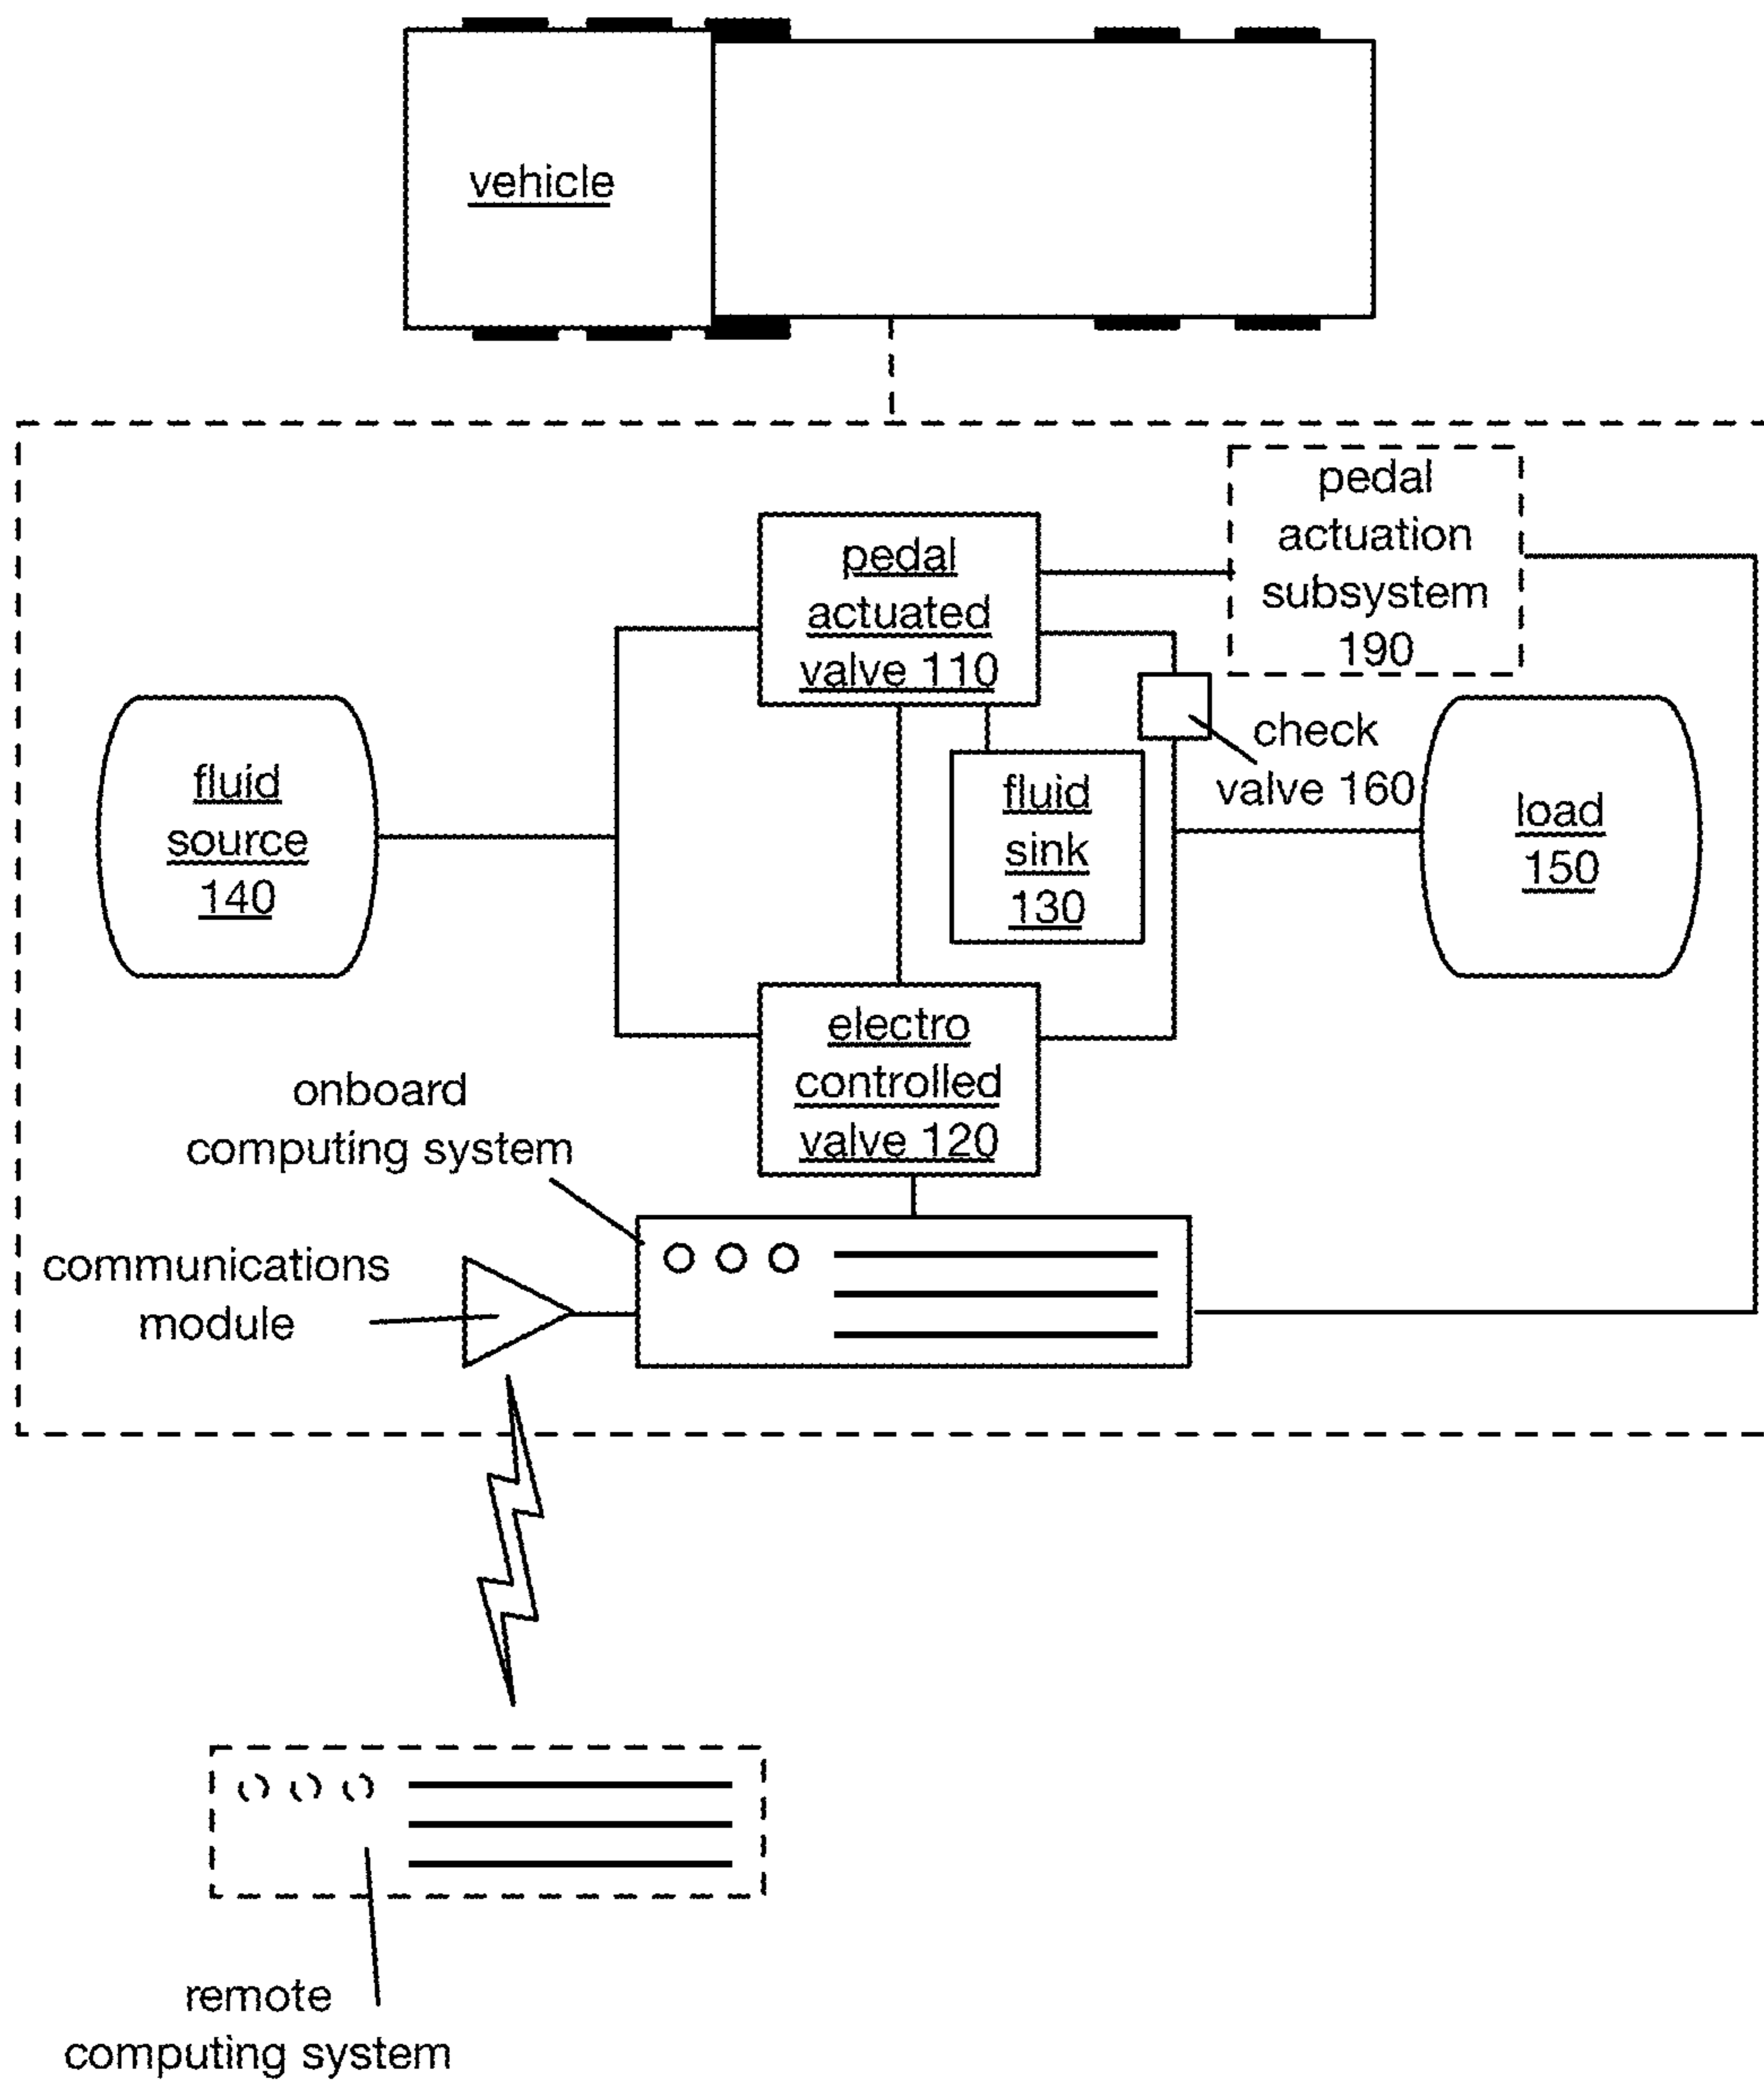 vehicle
pedal
actuation
subsystem
190
pedal
actuated
valve 110
check
valve 160
fluid
source
140
fluid
sink
130
load
150
electro
controlled
valve 120
onboard
computing system
communications
module
remote
computing system